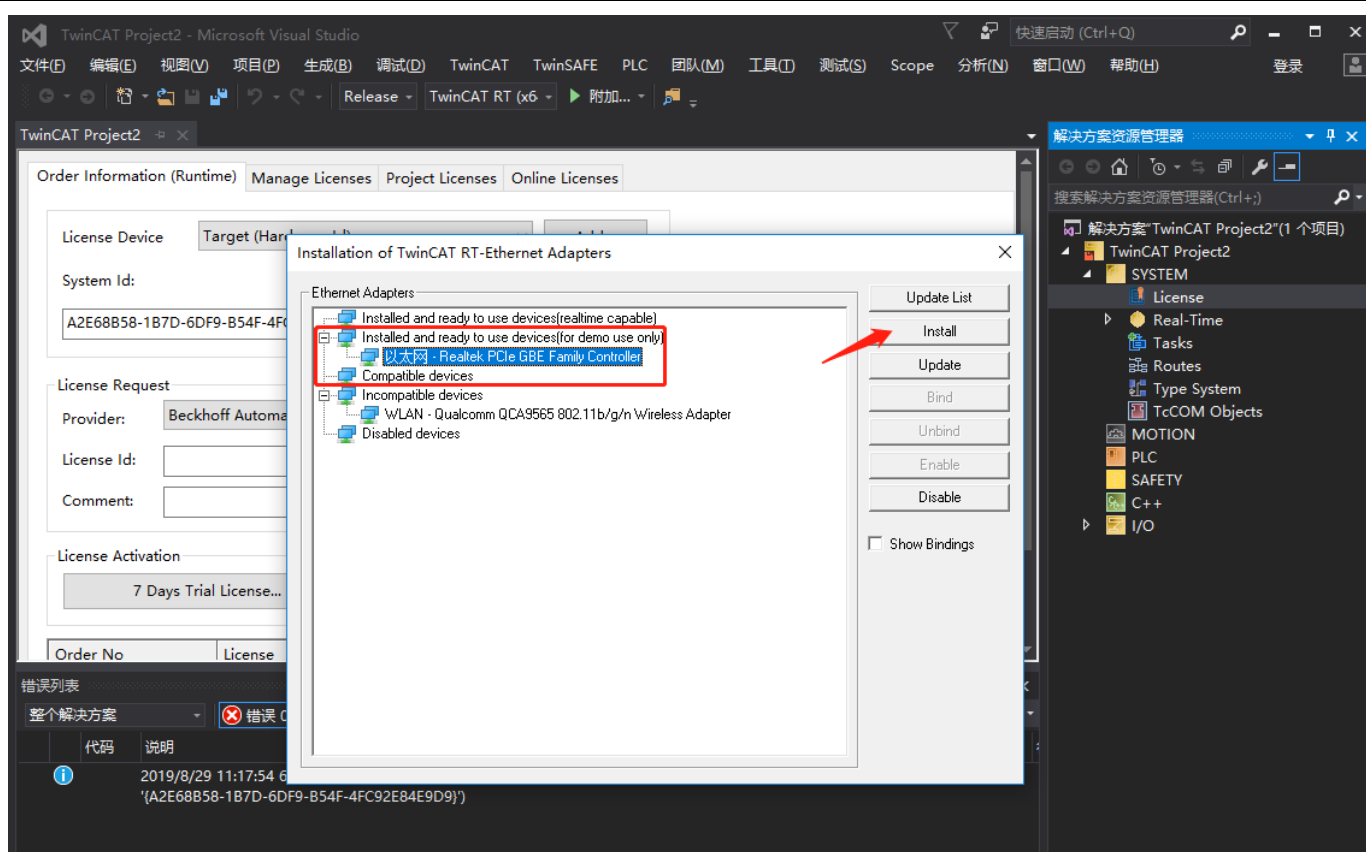 TwinCAT Project2 - Microsoft Visual Studio
快速启动 (Ctrl+Q)
文件(F) 编辑(E) 视图(V) 项目(P) 生成(B) 调试(D) TwinCAT TwinSAFE PLC 团队(M) 工具(T) 测试(S) Scope 分析(N) 窗口(W) 帮助(H) 登录
Release TwinCAT RT (x6 附加...
TwinCAT Project2
Order Information (Runtime) Manage Licenses Project Licenses Online Licenses
License Device Target (Hard
System Id:
A2E68B58-1B7D-6DF9-B54F-4F
License Request
Provider: Beckhoff Automa
License Id:
Comment:
License Activation
7 Days Trial License...
Order No License
Installation of TwinCAT RT-Ethernet Adapters
Ethernet Adapters
Installed and ready to use devices(realtime capable)
Installed and ready to use devices(for demo use only)
以太网 - Realtek PCIe GBE Family Controller
Compatible devices
Incompatible devices
WLAN - Qualcomm QCA9565 802.11b/g/n Wireless Adapter
Disabled devices
Update List
Install
Update
Bind
Unbind
Enable
Disable
Show Bindings
错误列表
整个解决方案 错误
代码 说明
2019/8/29 11:17:54 6
'{A2E68B58-1B7D-6DF9-B54F-4FC92E84E9D9}')
解决方案资源管理器
搜索解决方案资源管理器(Ctrl+;)
解决方案"TwinCAT Project2"(1 个项目)
TwinCAT Project2
SYSTEM
License
Real-Time
Tasks
Routes
Type System
TcCOM Objects
MOTION
PLC
SAFETY
C++
I/O